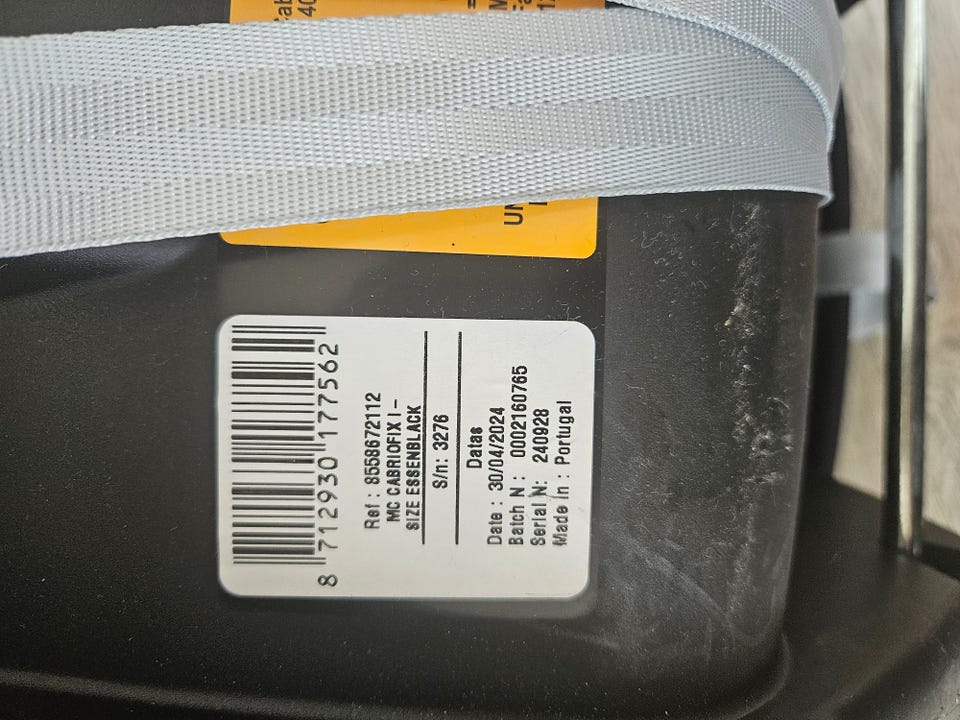 8 712930 177562
Ref : 8558672112
MC CABRIOFIX I -
SIZE ESSENBLACK
S/n: 3276
Datas
Date : 30/04/2024
Batch N : 0002160765
Serial N: 240928
Made in : Portugal